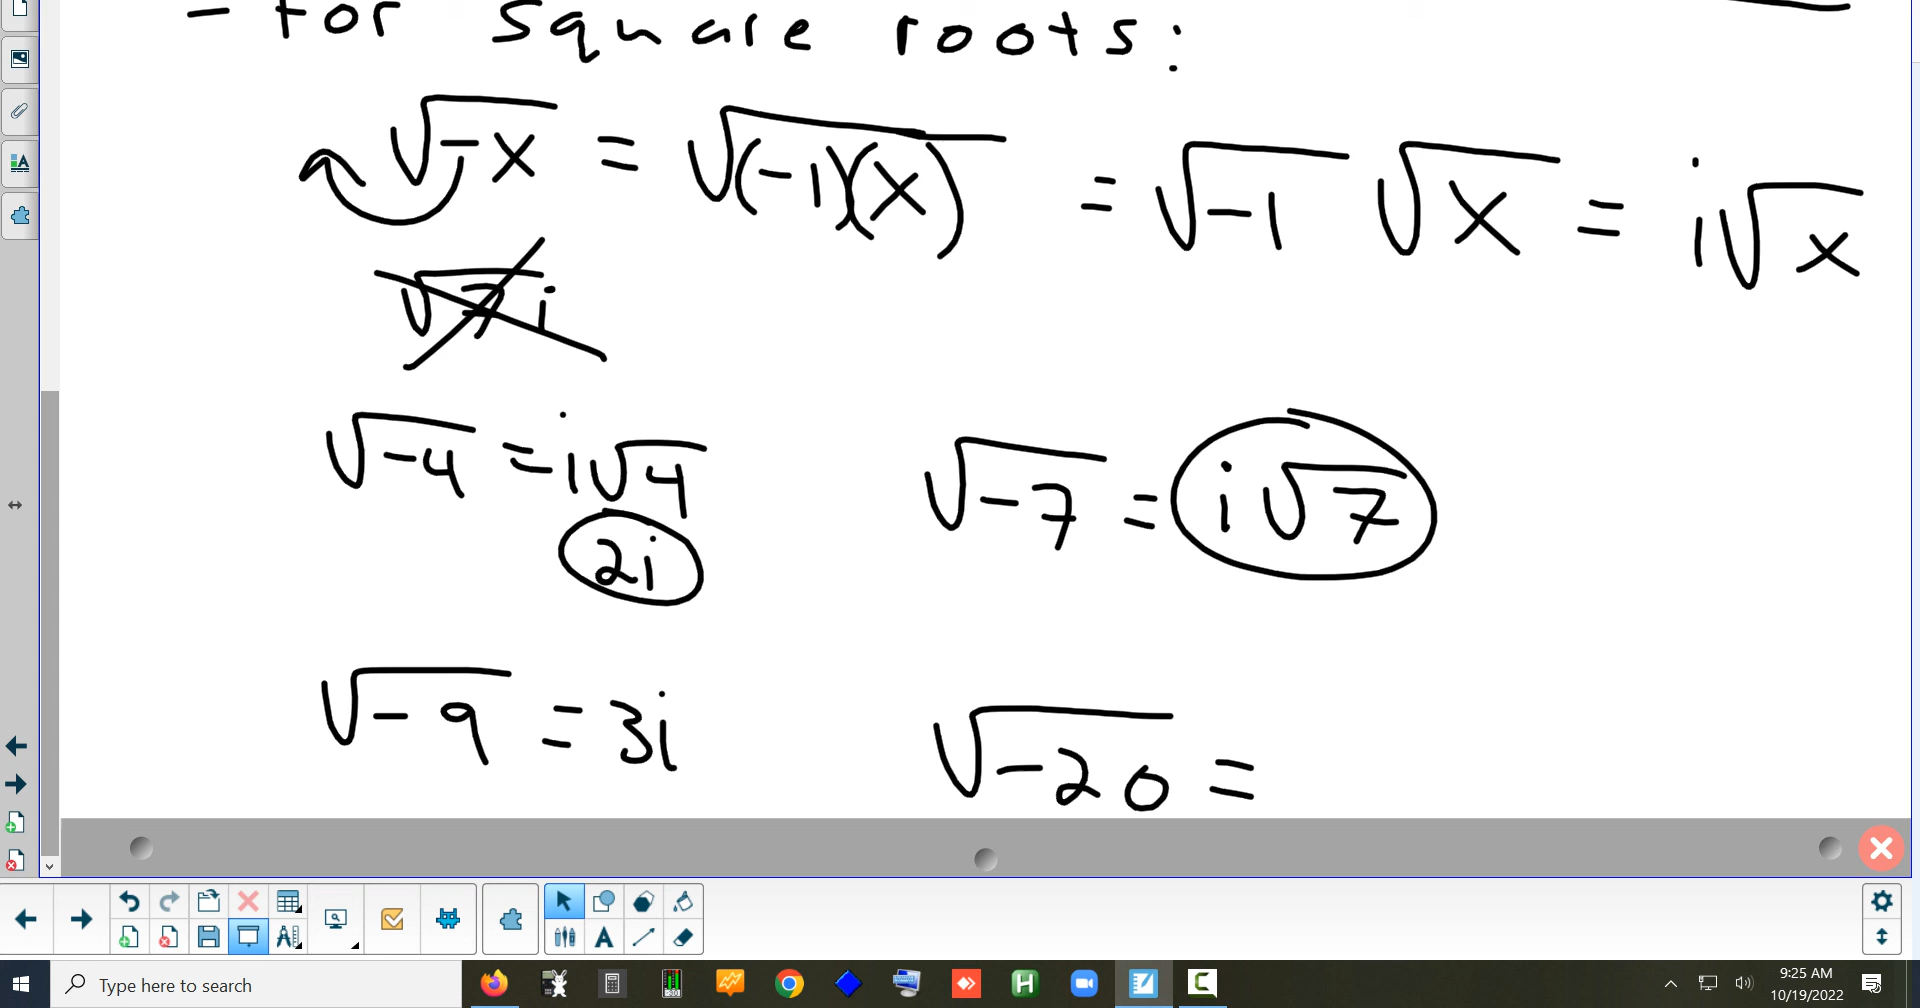 - for square roots:
√-x = √(-1)(x) = √-1 √x = i√x
√7 i
√-4 = i√4
2i
√-7 = i√7
√-9 = 3i
√-20 =
Type here to search
9:25 AM
10/19/2022